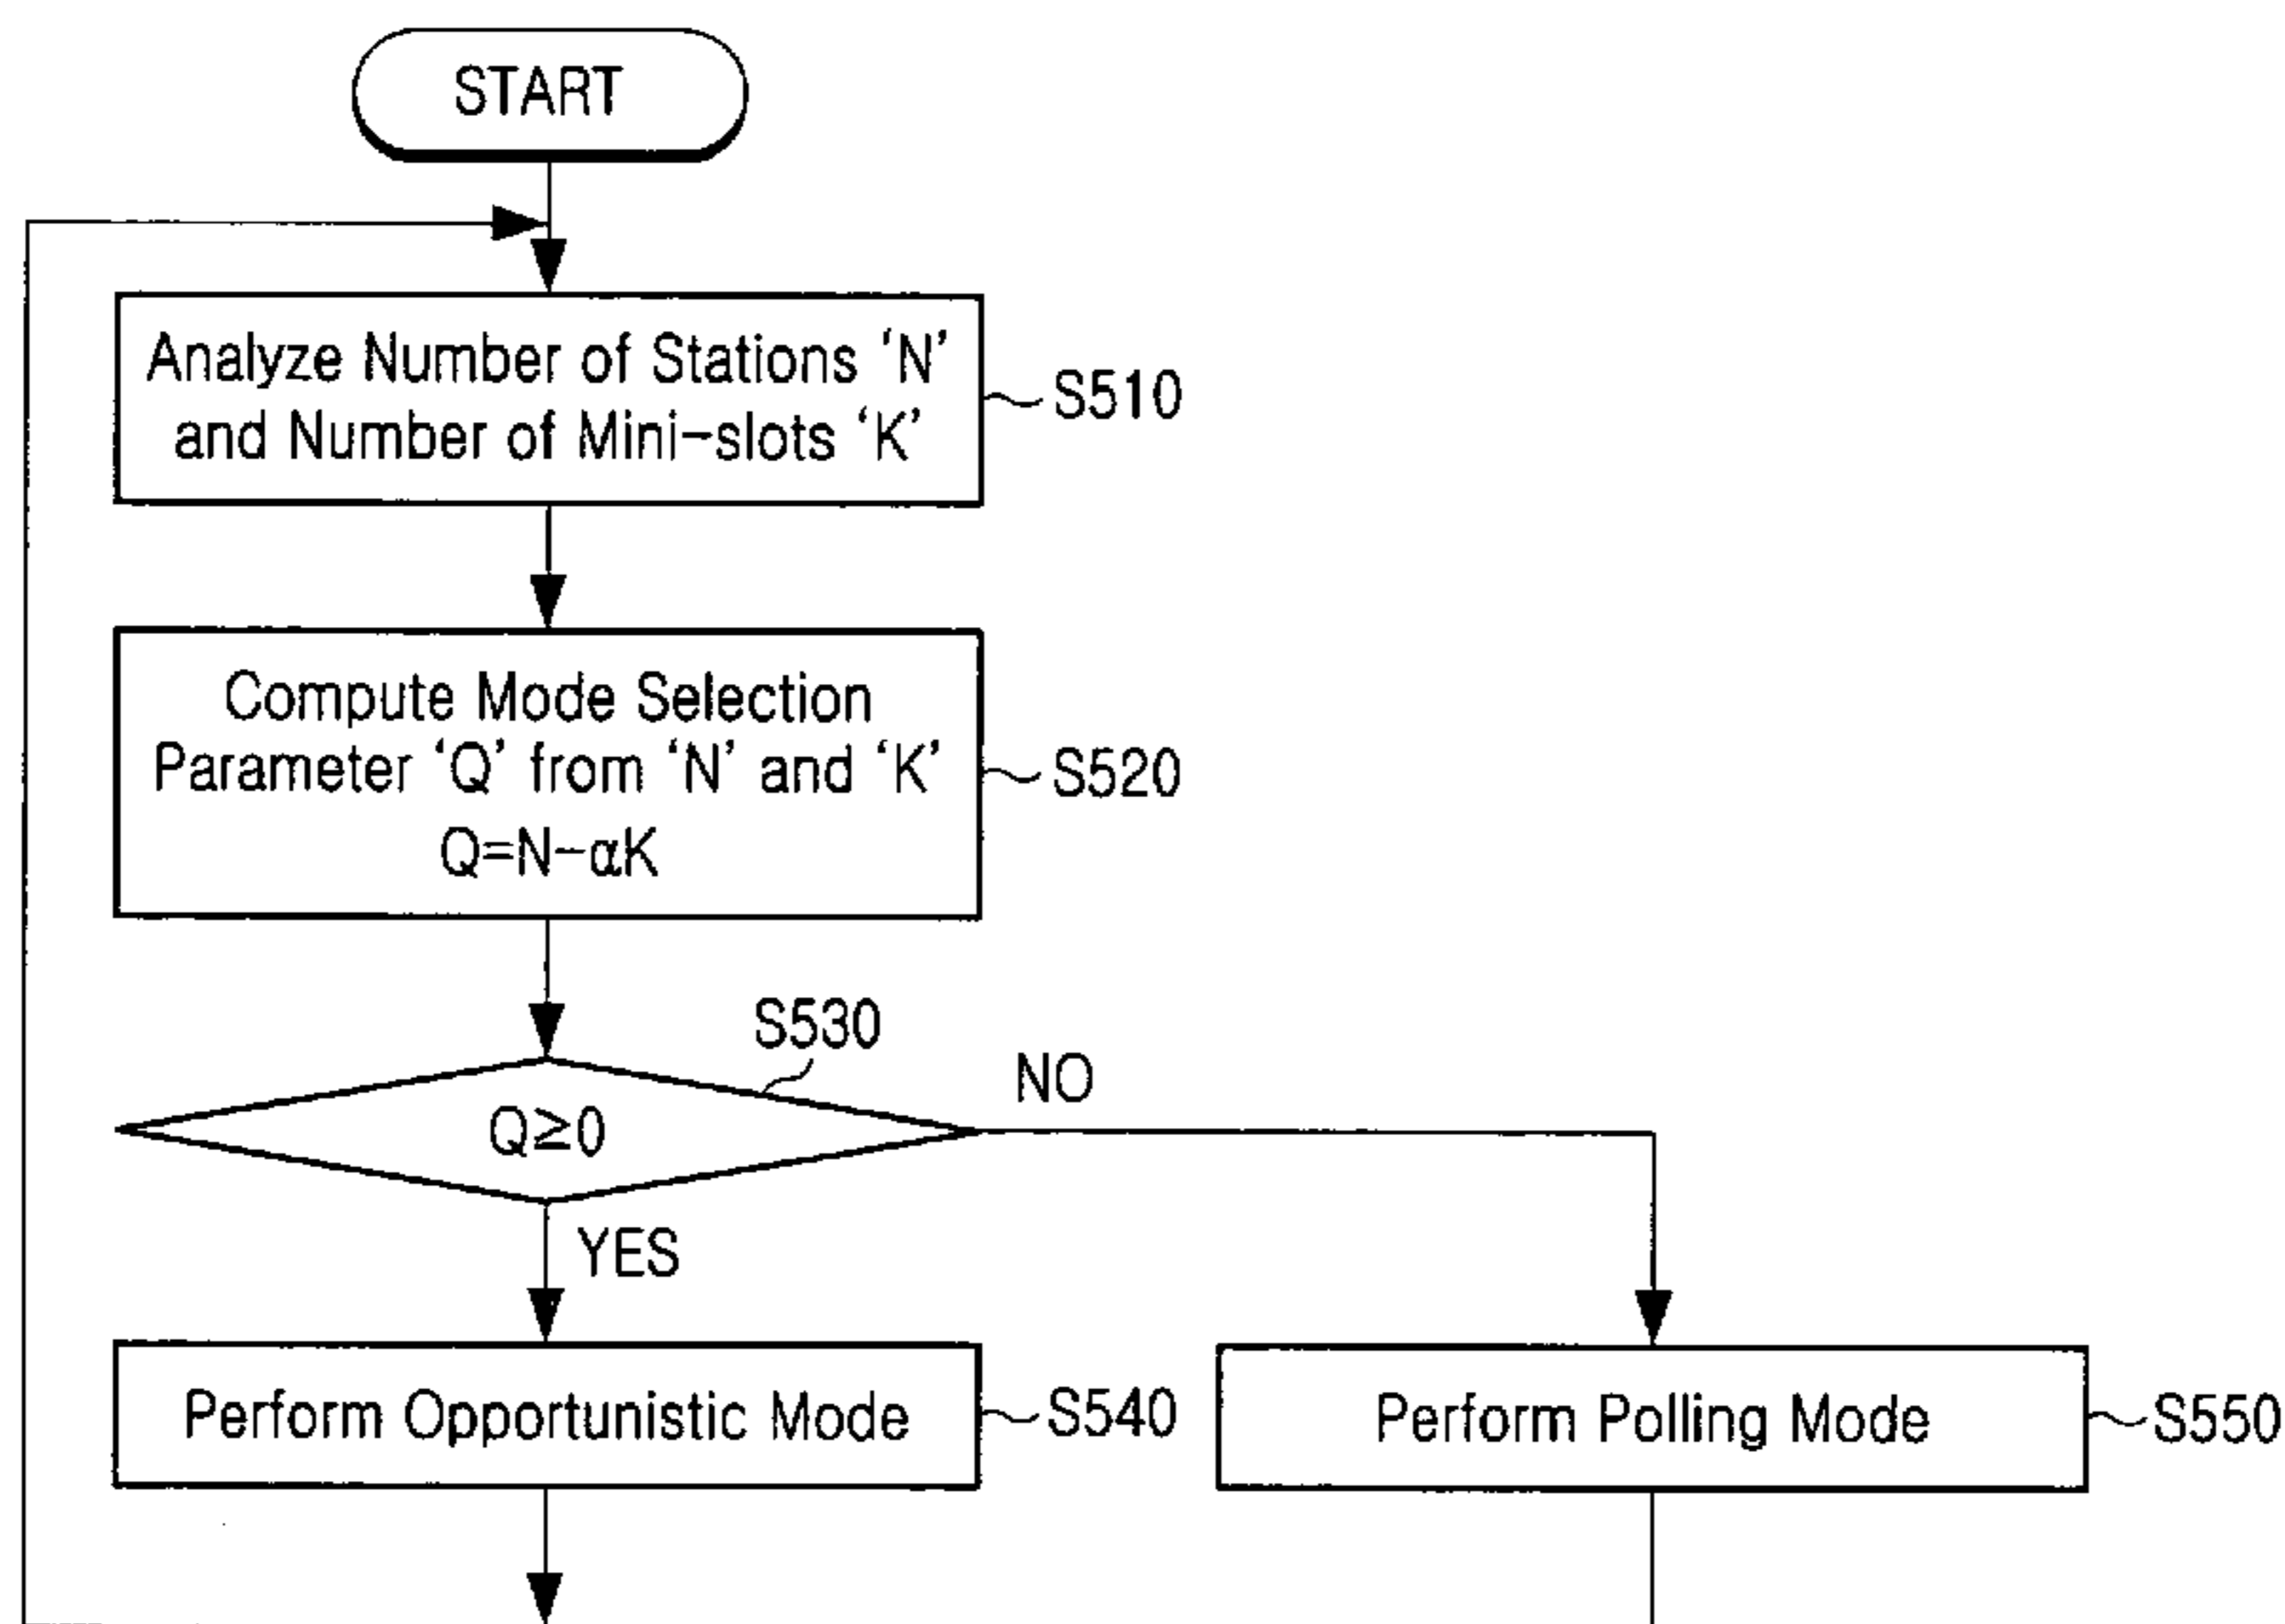 START
Analyze Number of Stations ‘N’
and Number of Mini-slots ‘K’
S510
Compute Mode Selection
Parameter ‘Q’ from ‘N’ and ‘K’
Q=N-αK
S520
S530
Q≥0
NO
YES
Perform Opportunistic Mode
S540
Perform Polling Mode
S550